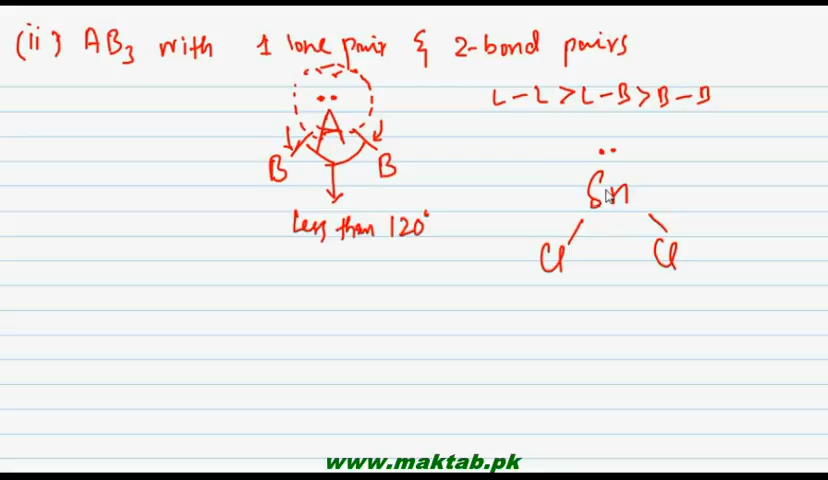 (ii) AB3 with 1 lone pair & 2-bond pairs
L-L > L-B > B-B
A
B B
less than 120°
Sn
Cl Cl
www.maktab.pk